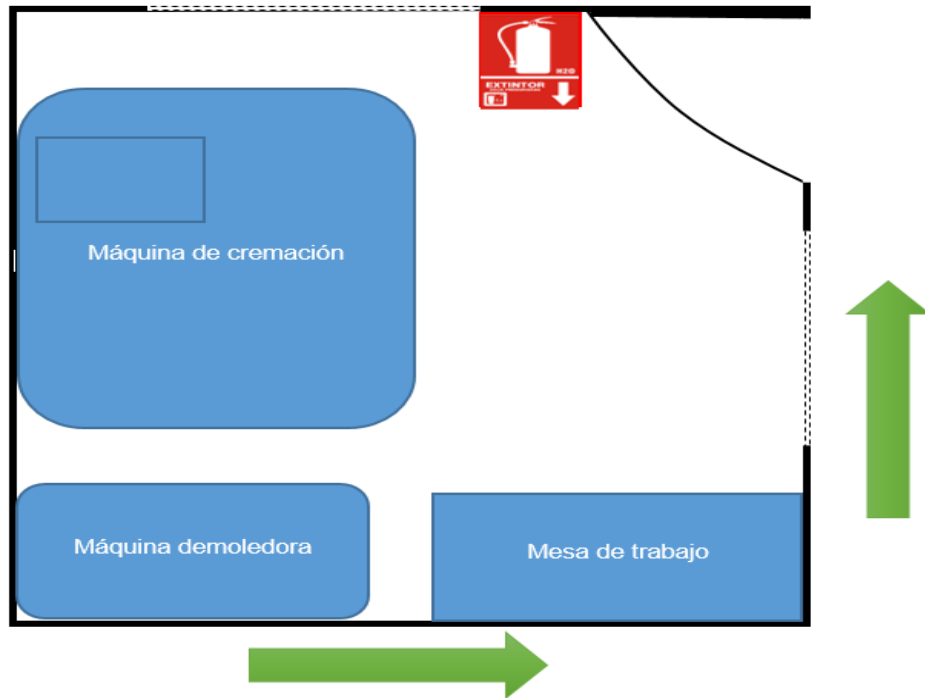 H2O
EXTINTOR
Máquina de cremación
Máquina demoledora
Mesa de trabajo